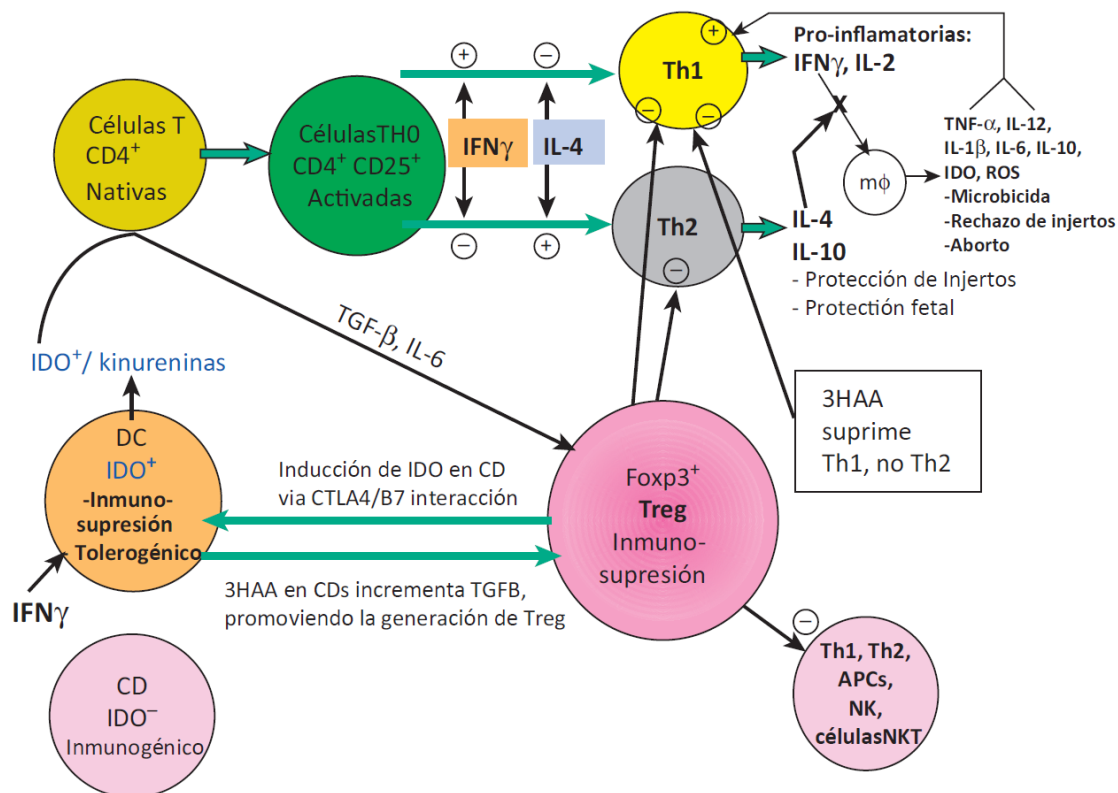 Células T
CD4+
Nativas
CélulasTH0
CD4+ CD25+
Activadas
+
−
IFNγ
IL-4
−
+
+
Th1
−
−
Th2
−
Pro-inflamatorias:
IFNγ, IL-2
X
mϕ
TNF-α, IL-12,
IL-1β, IL-6, IL-10,
IDO, ROS
-Microbicida
-Rechazo de injertos
-Aborto
IL-4
IL-10
- Protección de Injertos
- Protectión fetal
TGF-β, IL-6
IDO+/ kinureninas
DC
IDO+
-Inmuno-
supresión
- Tolerogénico
IFNγ
Inducción de IDO en CD
via CTLA4/B7 interacción
3HAA en CDs incrementa TGFB,
promoviendo la generación de Treg
Foxp3+
Treg
Inmuno-
supresión
3HAA
suprime
Th1, no Th2
CD
IDO−
Inmunogénico
−
Th1, Th2,
APCs,
NK,
célulasNKT